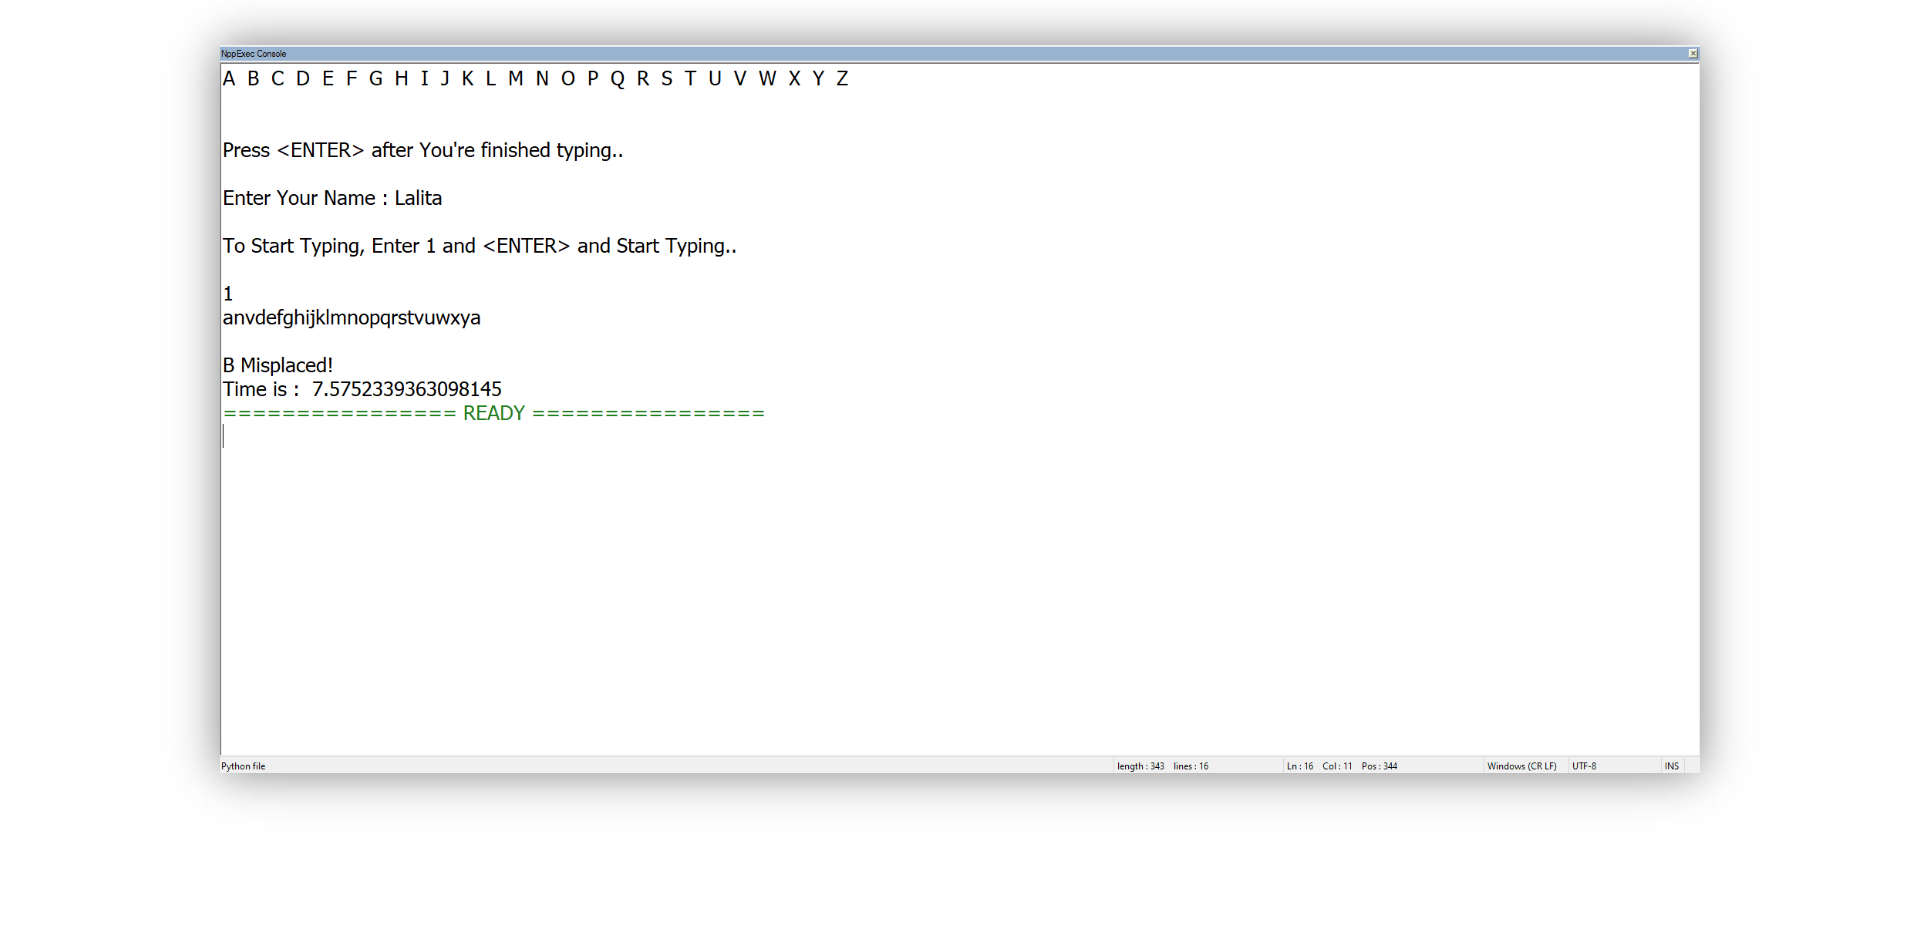 NppExec Console
A B C D E F G H I J K L M N O P Q R S T U V W X Y Z
Press <ENTER> after You're finished typing..
Enter Your Name : Lalita
To Start Typing, Enter 1 and <ENTER> and Start Typing..
1
anvdefghijklmnopqrstvuwxya
B Misplaced!
Time is :  7.5752339363098145
================ READY ================
Python file length : 343 lines : 16 Ln : 16 Col : 11 Pos : 344 Windows (CR LF) UTF-8 INS